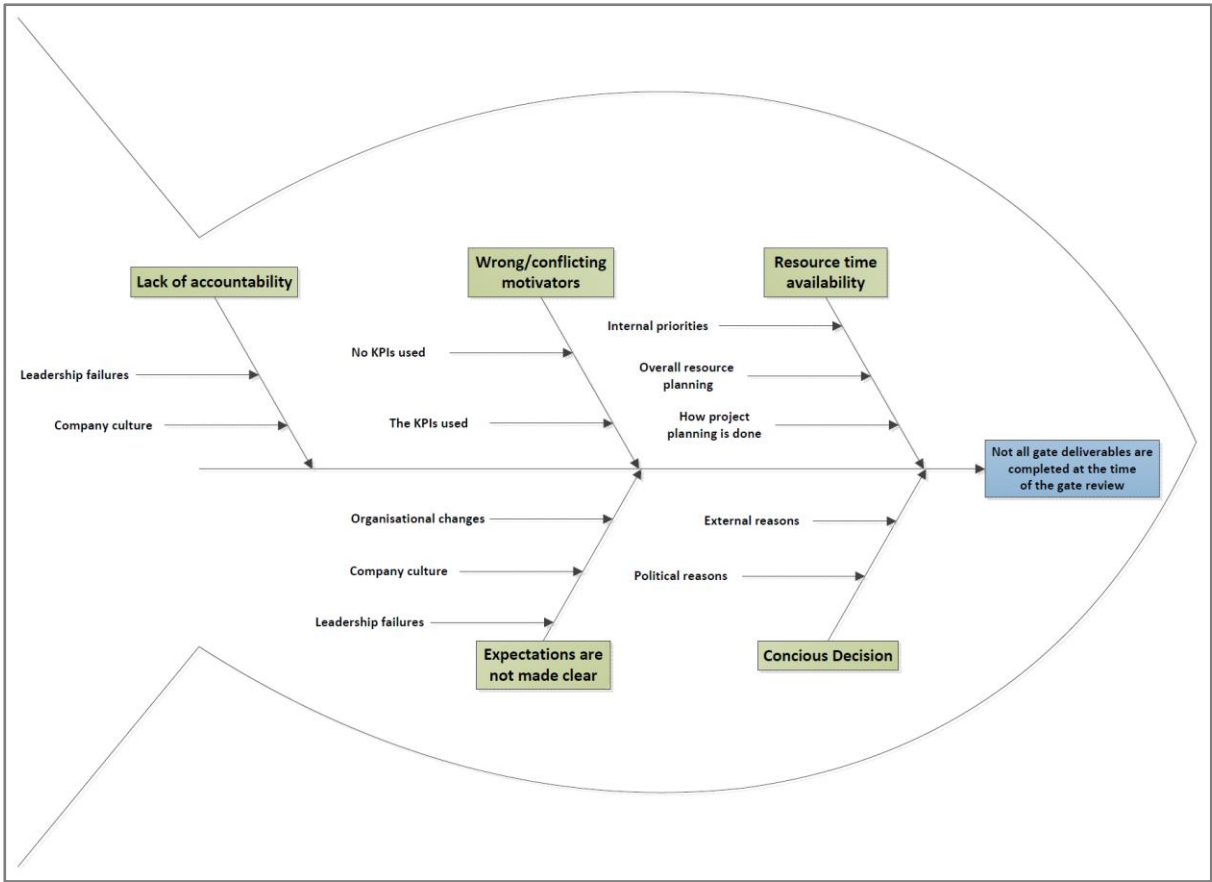 Lack of accountability
Leadership failures
Company culture
Wrong/conflicting
motivators
No KPIs used
The KPIs used
Resource time
availability
Internal priorities
Overall resource
planning
How project
planning is done
Not all gate deliverables are
completed at the time
of the gate review
Organisational changes
Company culture
Leadership failures
Expectations are
not made clear
External reasons
Political reasons
Concious Decision